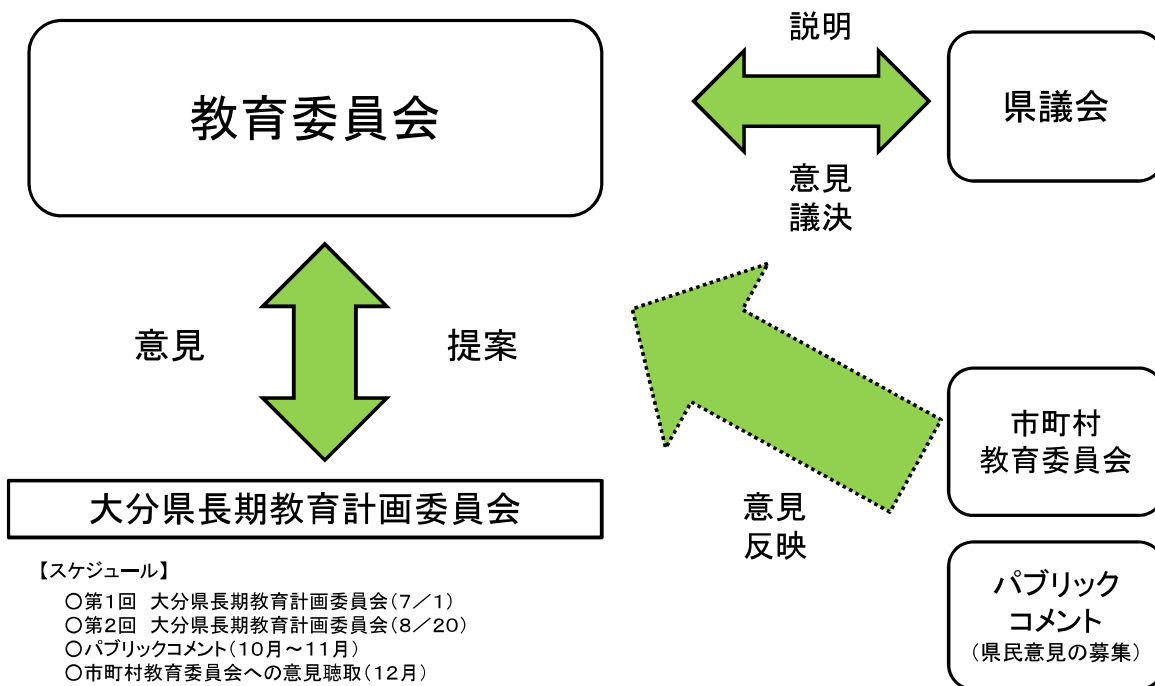 教育委員会
説明
県議会
意見
議決
意見
提案
市町村
教育委員会
大分県長期教育計画委員会
意見
反映
パブリック
コメント
（県民意見の募集）
【スケジュール】
○第１回　大分県長期教育計画委員会（７／１）
○第２回　大分県長期教育計画委員会（８／２０）
○パブリックコメント（１０月～１１月）
○市町村教育委員会への意見聴取（１２月）